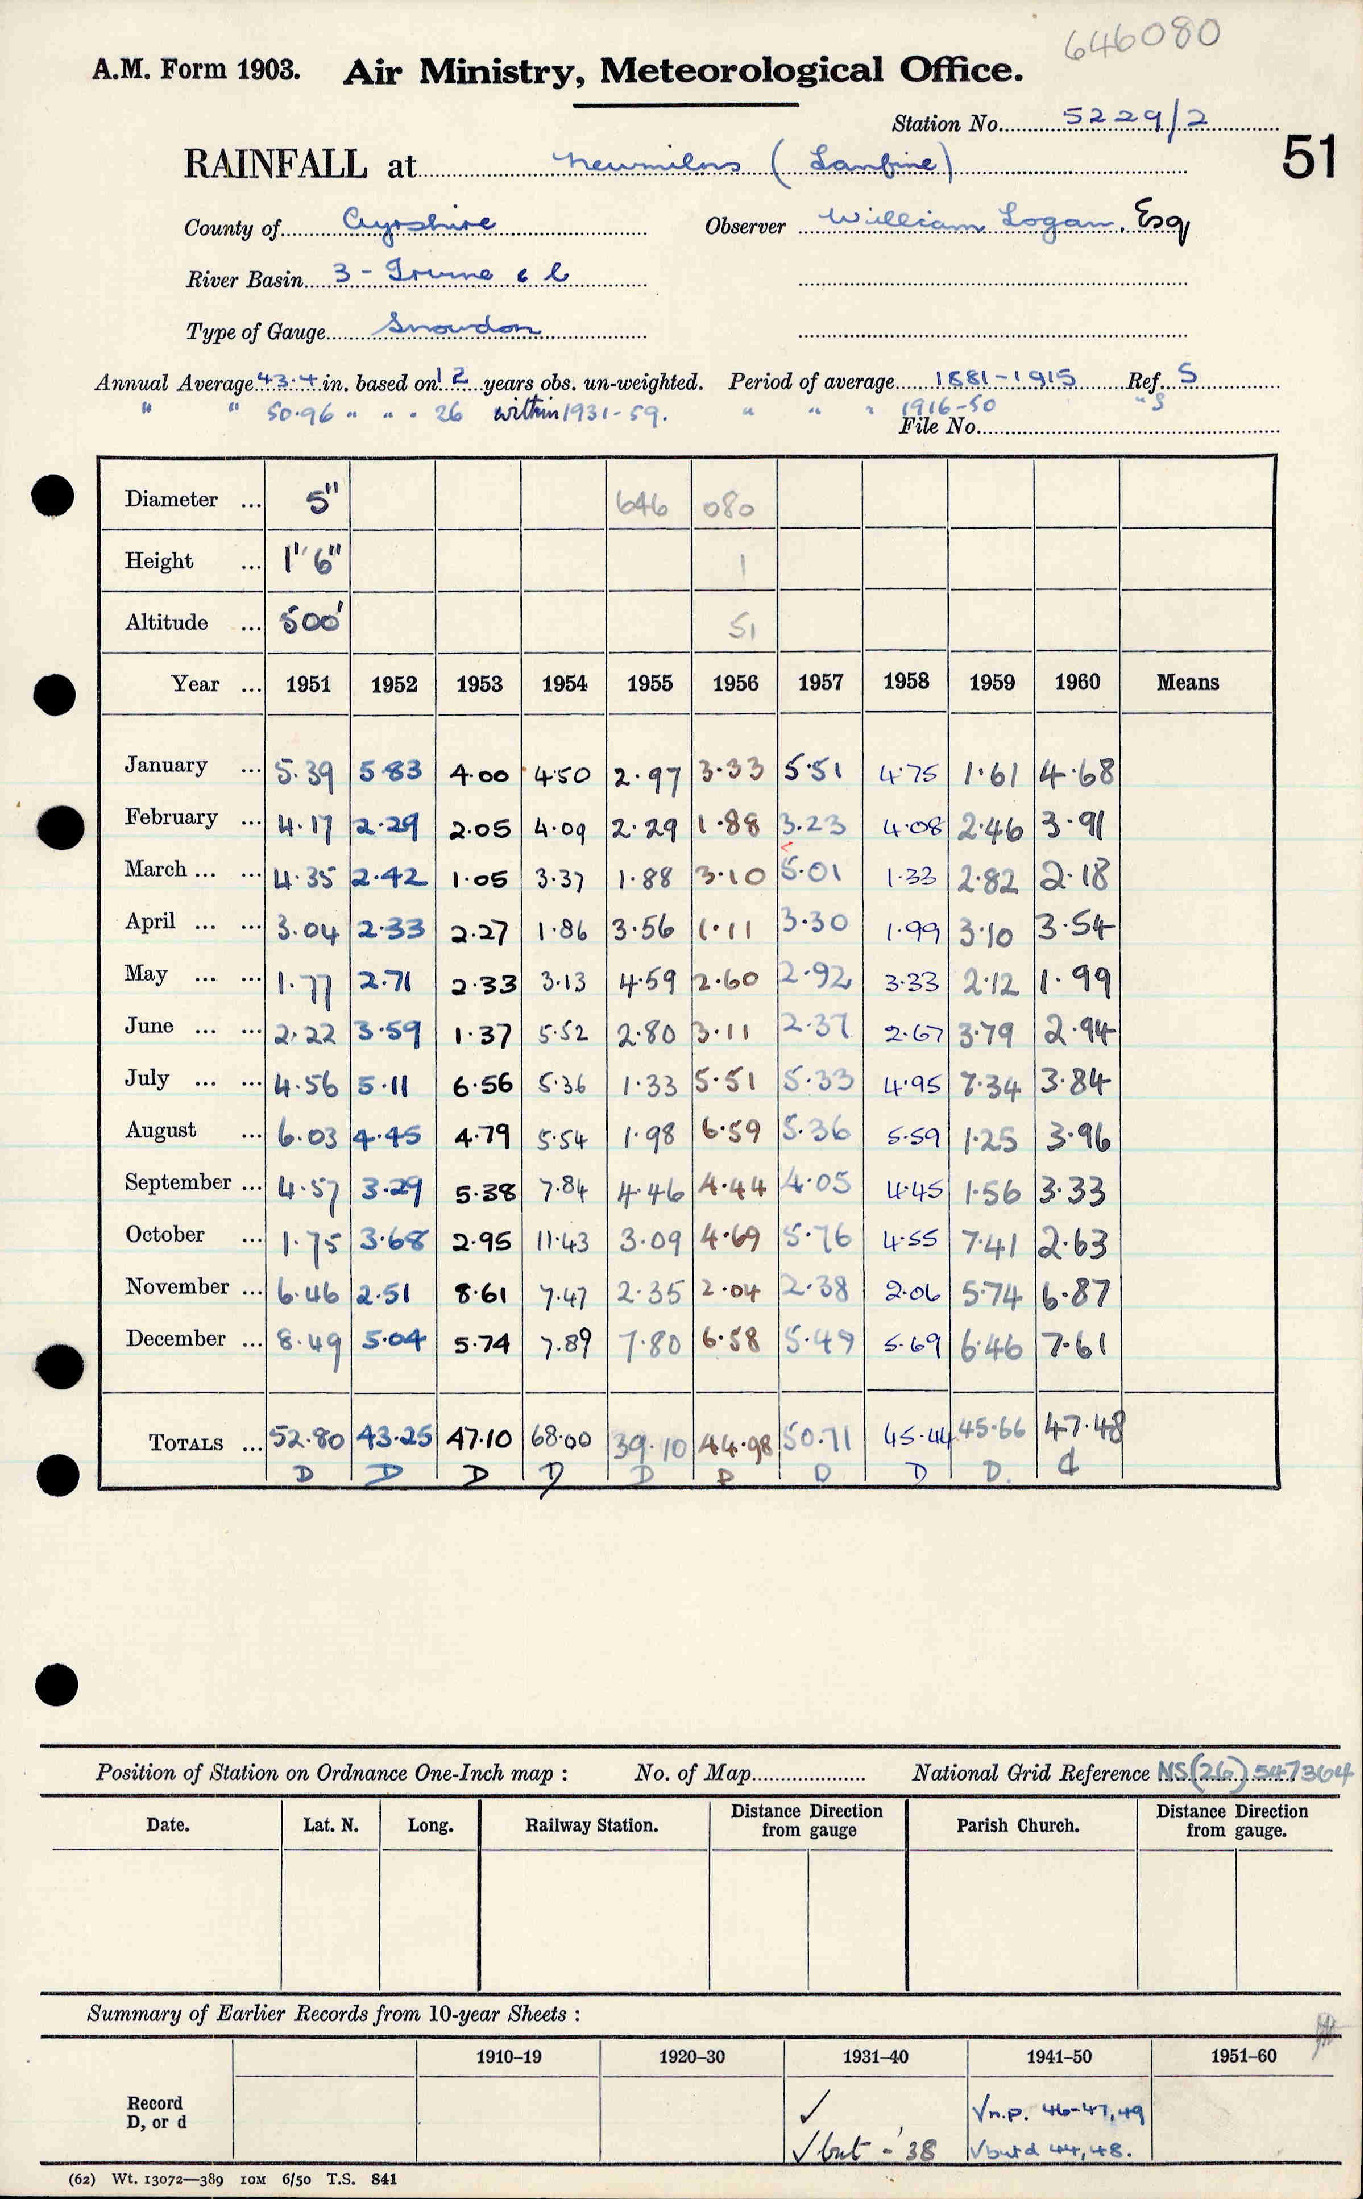 646080
A.M. Form 1903. Air Ministry, Meteorological Office.
Station No. 5229/2
51
RAINFALL at Newmilns (Lanfine)
County of Ayrshire Observer William Logan, Esq
River Basin 3 - Irvine & C
Type of Gauge Snowdon
Annual Average 43.4 in. based on 12 years obs. un-weighted. Period of average 1881-1915 Ref. S
" " 50.96 " " " 26 within 1931-59. " " " 1916-50 " S
File No.
Diameter ... 5" 646 080
Height ... 1' 6" 1
Altitude ... 500' 51
Year ... 1951 1952 1953 1954 1955 1956 1957 1958 1959 1960 Means
January ... 5.39 5.83 4.00 4.50 2.97 3.33 5.51 4.75 1.61 4.68
February ... 4.17 2.29 2.05 4.09 2.29 1.88 3.23 4.08 2.46 3.91
March ... ... 4.35 2.42 1.05 3.37 1.88 3.10 5.01 1.33 2.82 2.18
April ... ... 3.04 2.33 2.27 1.86 3.56 1.11 3.30 1.99 3.10 3.54
May ... ... 1.77 2.71 2.33 3.13 4.59 2.60 2.92 3.33 2.12 1.99
June ... ... 2.22 3.59 1.37 5.52 2.80 3.11 2.37 2.67 3.79 2.94
July ... ... 4.56 5.11 6.56 5.36 1.33 5.51 5.33 4.95 7.34 3.84
August ... 6.03 4.45 4.79 5.54 1.98 6.59 5.36 5.59 1.25 3.96
September ... 4.57 3.29 5.38 7.84 4.46 4.44 4.05 4.45 1.56 3.33
October ... 1.75 3.68 2.95 11.43 3.09 4.69 5.76 4.55 7.41 2.63
November ... 6.46 2.51 8.61 7.47 2.35 2.04 2.38 2.06 5.74 6.87
December ... 8.49 5.04 5.74 7.89 7.80 6.58 5.49 5.69 6.46 7.61
TOTALS ... 52.80 43.25 47.10 68.00 39.10 44.98 50.71 45.44 45.66 47.48
D D D D D D D D D. d
Position of Station on Ordnance One-Inch map : No. of Map National Grid Reference NS(26)547364
Date. Lat. N. Long. Railway Station. Distance Direction from gauge Parish Church. Distance Direction from gauge.
Summary of Earlier Records from 10-year Sheets :
1910–19 1920–30 1931–40 1941–50 1951–60
Record ✓ √n.p. 46-47,49
D, or d √ but - '38 √ but d 44,48.
(62) Wt. 13072—389 10M 6/50 T.S. 841